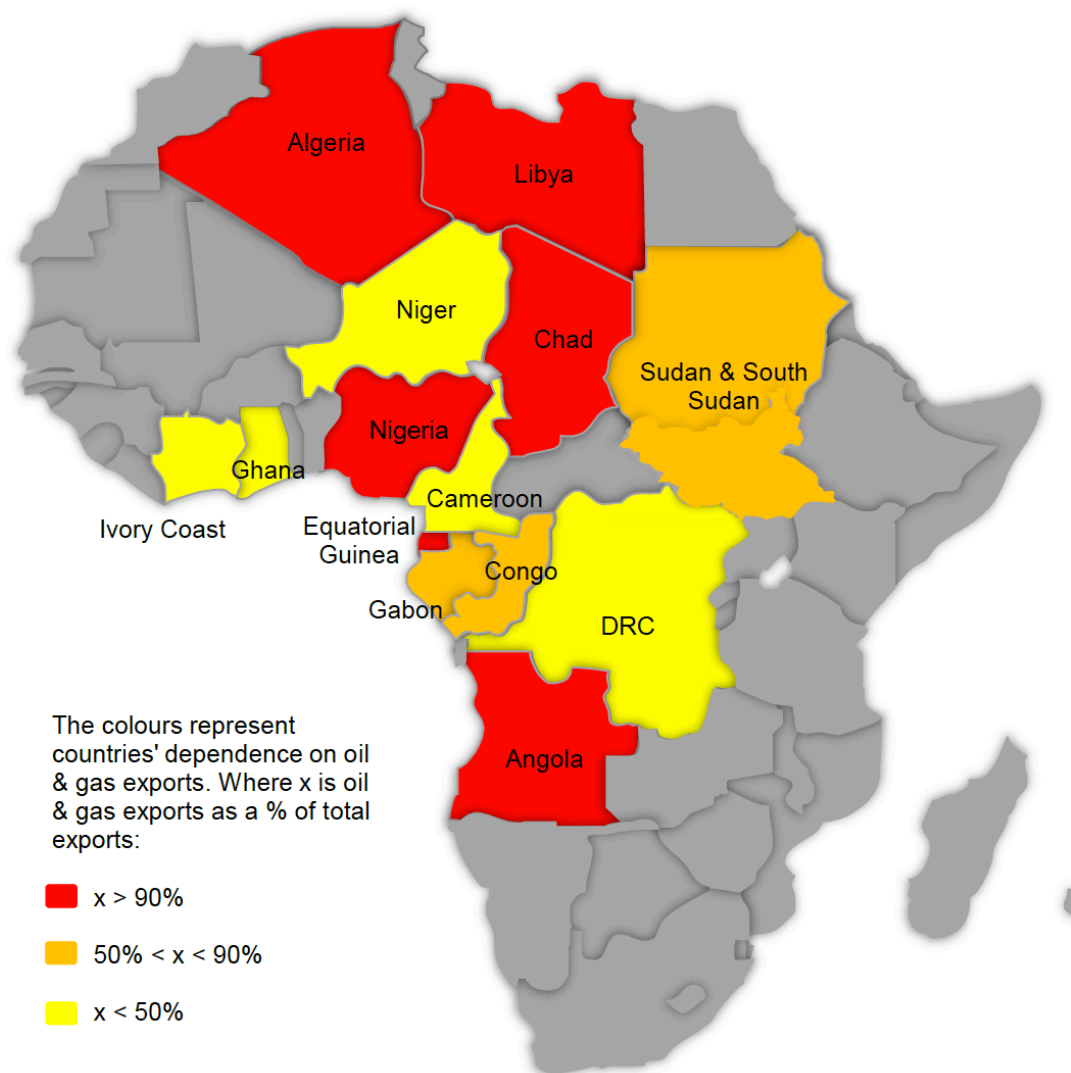 Algeria
Libya
Niger
Chad
Sudan & South
Sudan
Nigeria
Ghana
Cameroon
Ivory Coast
Equatorial
Guinea
Congo
Gabon
DRC
Angola
The colours represent
countries' dependence on oil
& gas exports. Where x is oil
& gas exports as a % of total
exports:
x > 90%
50% < x < 90%
x < 50%